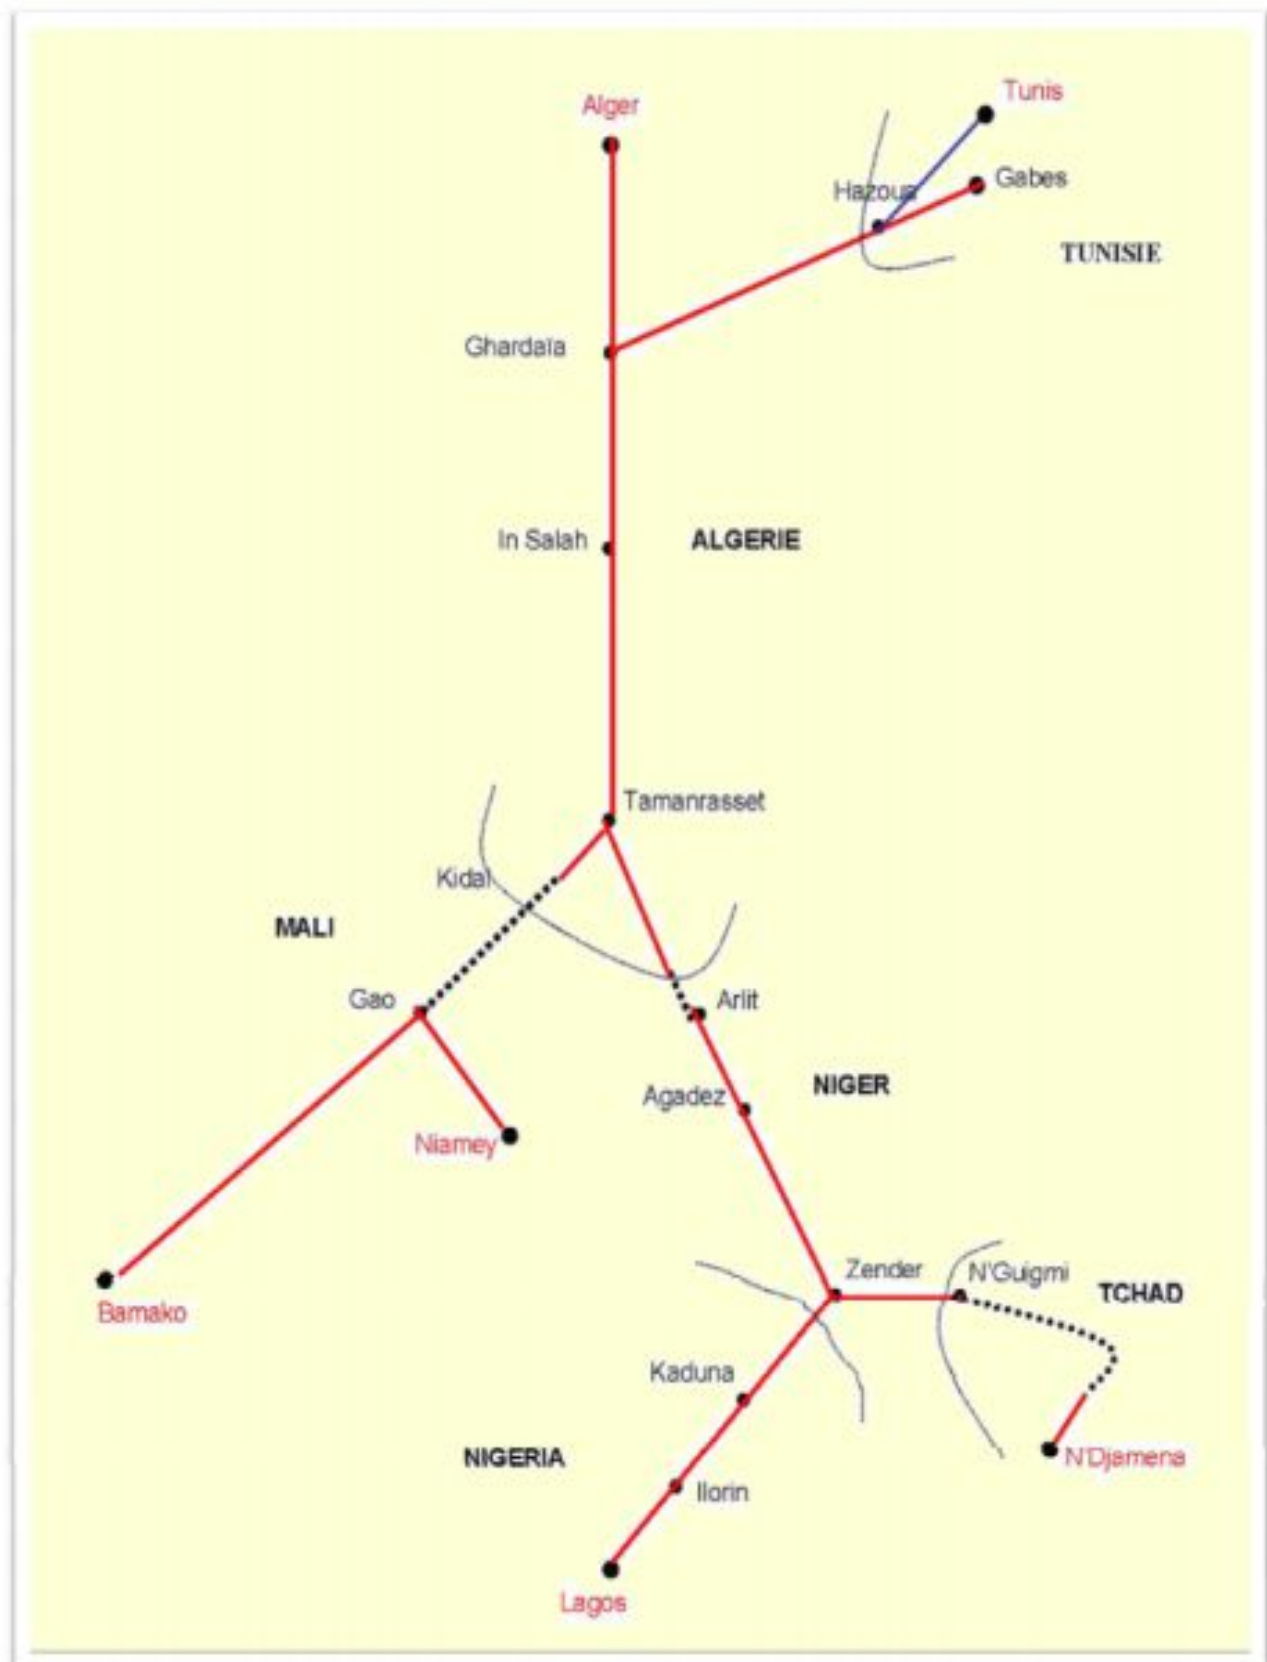 Tunis
Alger
Gabes
Hazoua
TUNISIE
Ghardaïa
In Salah
ALGERIE
Tamanrasset
Kidal
MALI
Gao
Arlit
NIGER
Agadez
Niamey
Zender
N'Guigmi
TCHAD
Bamako
Kaduna
NIGERIA
N'Djamena
Ilorin
Lagos